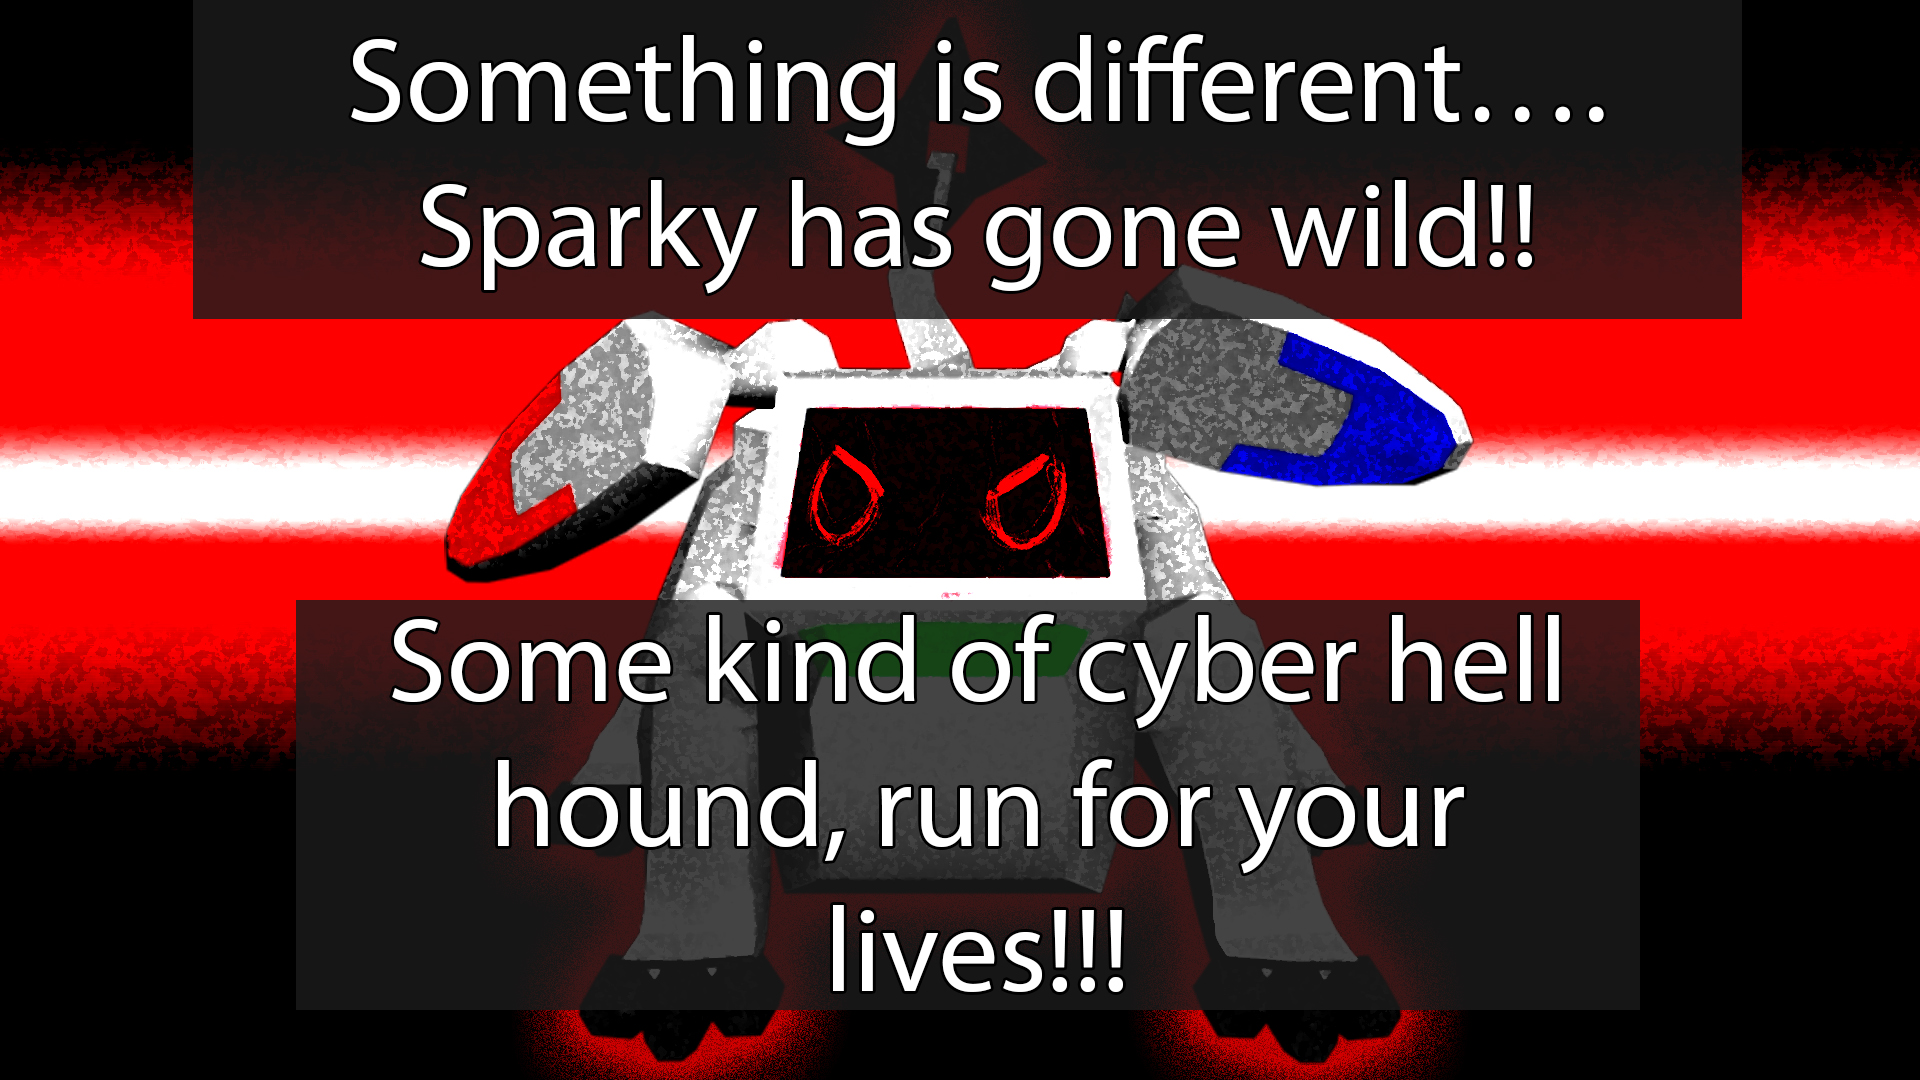 Something is different….
Sparky has gone wild!!
Some kind of cyber hell
hound, run for your
lives!!!